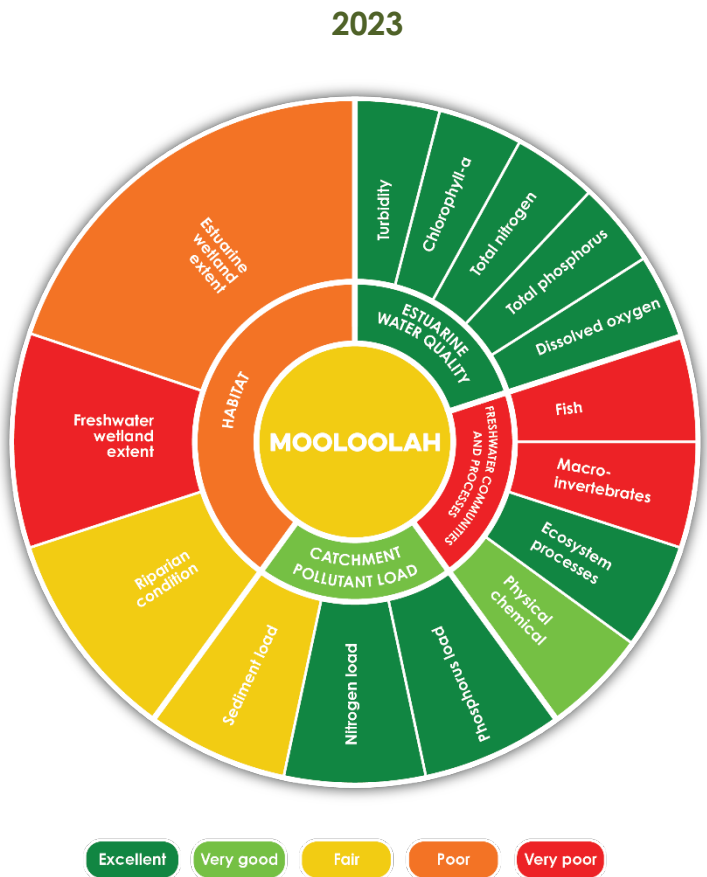 2023
Turbidity
Chlorophyll-a
Total nitrogen
Total phosphorus
Dissolved oxygen
Fish
Macro-
invertebrates
Ecosystem
processes
Physical
chemical
Phosphorus load
Nitrogen load
Sediment load
Riparian
condition
Freshwater
wetland
extent
Estuarine
wetland
extent
ESTUARINE
WATER QUALITY
FRESHWATER COMMUNITIES
AND PROCESSES
CATCHMENT
POLLUTANT LOAD
HABITAT
MOOLOOLAH
Excellent
Very good
Fair
Poor
Very poor